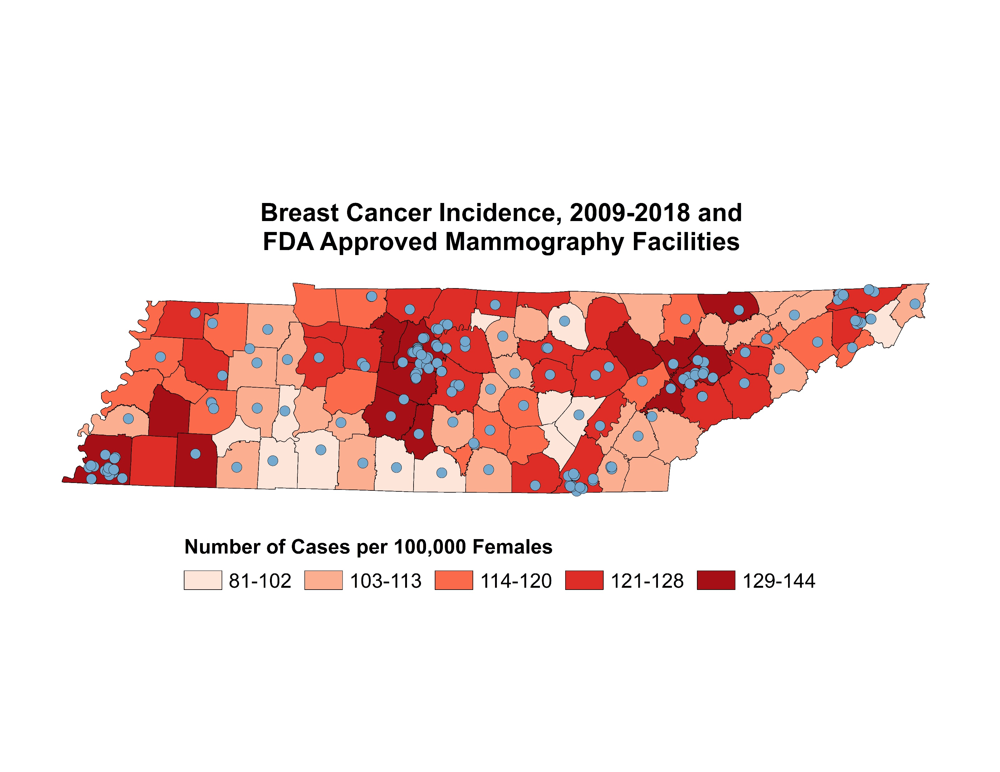 Breast Cancer Incidence, 2009-2018 and
FDA Approved Mammography Facilities
Number of Cases per 100,000 Females
81-102 103-113 114-120 121-128 129-144